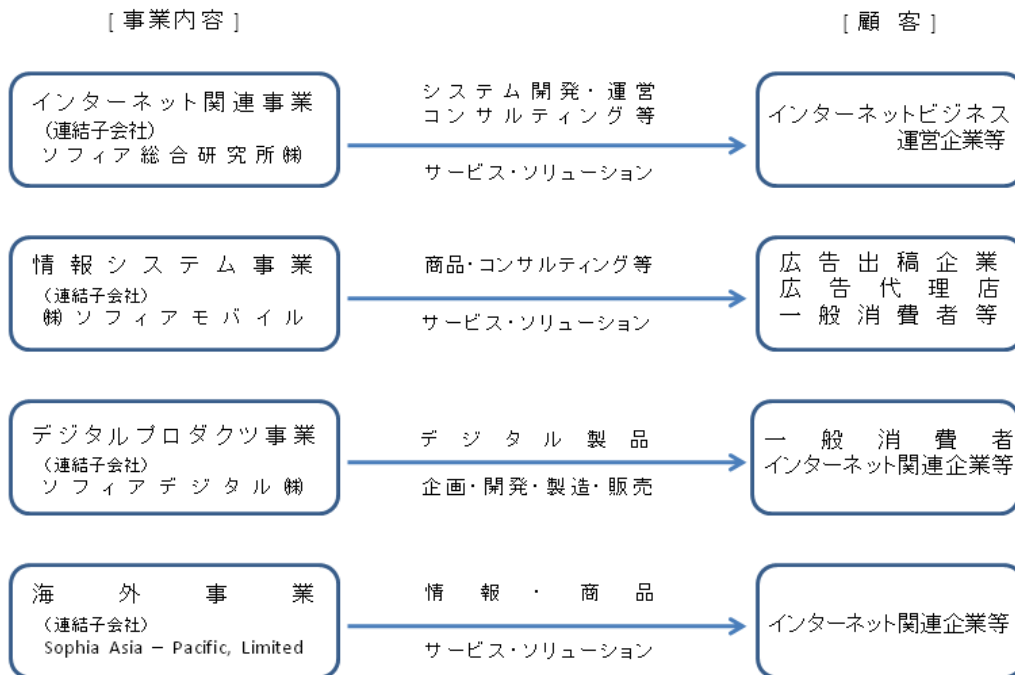 [ 事業内容 ]
[ 顧 客 ]
インターネット関連事業
(連結子会社)
ソフィア総合研究所㈱
システム開発・運営
コンサルティング等
サービス・ソリューション
インターネットビジネス
運営企業等
情報システム事業
(連結子会社)
㈱ソフィアモバイル
商品・コンサルティング等
サービス・ソリューション
広告出稿企業
広告代理店
一般消費者等
デジタルプロダクツ事業
(連結子会社)
ソフィアデジタル㈱
デジタル製品
企画・開発・製造・販売
一般消費者
インターネット関連企業等
海外事業
(連結子会社)
Sophia Asia – Pacific, Limited
情報・商品
サービス・ソリューション
インターネット関連企業等